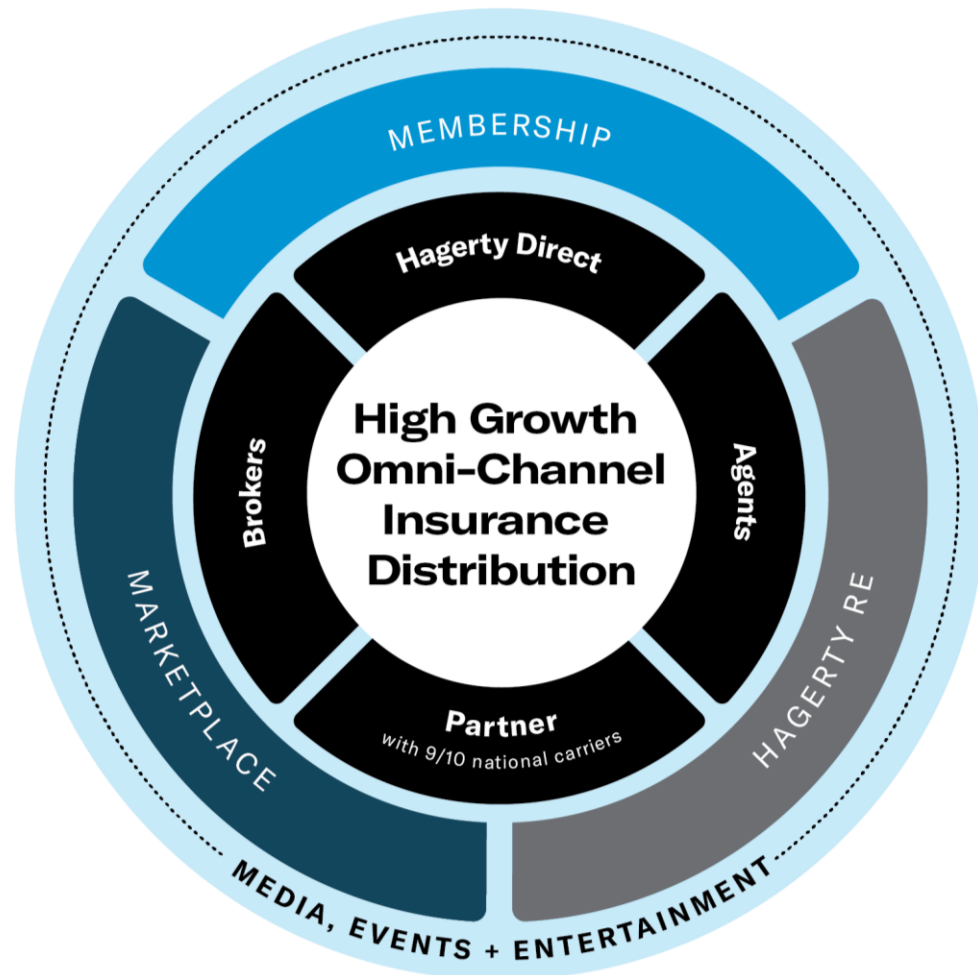 MEMBERSHIP
Hagerty Direct
High Growth
Omni-Channel
Insurance
Distribution
Brokers
Agents
Partner
with 9/10 national carriers
MARKETPLACE
HAGERTY RE
MEDIA, EVENTS + ENTERTAINMENT